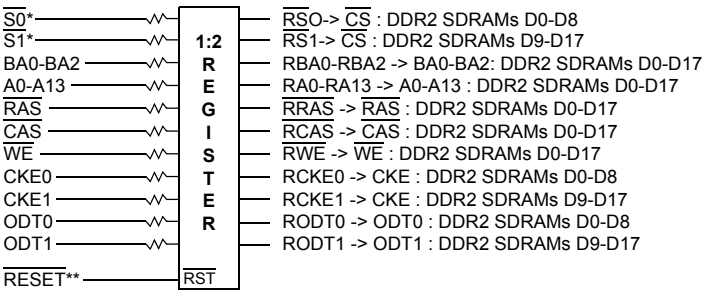 S0* RSO-> CS : DDR2 SDRAMs D0-D8
S1* 1:2 RS1-> CS : DDR2 SDRAMs D9-D17
BA0-BA2 R RBA0-RBA2 -> BA0-BA2: DDR2 SDRAMs D0-D17
A0-A13 E RA0-RA13 -> A0-A13 : DDR2 SDRAMs D0-D17
RAS G RRAS -> RAS : DDR2 SDRAMs D0-D17
CAS I RCAS -> CAS : DDR2 SDRAMs D0-D17
WE S RWE -> WE : DDR2 SDRAMs D0-D17
CKE0 T RCKE0 -> CKE : DDR2 SDRAMs D0-D8
CKE1 E RCKE1 -> CKE : DDR2 SDRAMs D9-D17
ODT0 R RODT0 -> ODT0 : DDR2 SDRAMs D0-D8
ODT1 RODT1 -> ODT1 : DDR2 SDRAMs D9-D17
RESET** RST